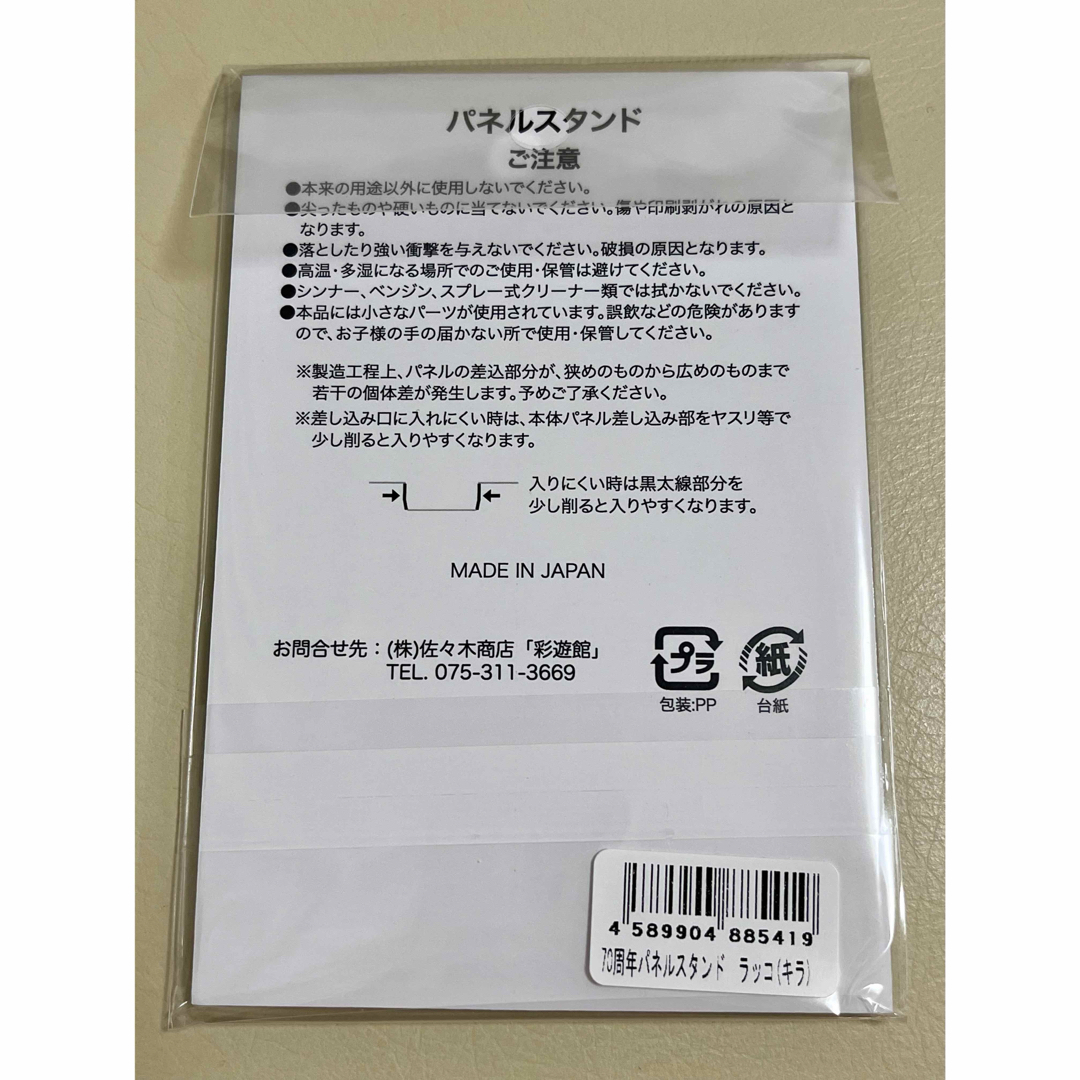 パネルスタンド
ご注意
●本来の用途以外に使用しないでください。
●尖ったものや硬いものに当てないでください。傷や印刷剥がれの原因と
なります。
●落としたり強い衝撃を与えないでください。破損の原因となります。
●高温・多湿になる場所でのご使用・保管は避けてください。
●シンナー、ベンジン、スプレー式クリーナー類では拭かないでください。
●本品には小さなパーツが使用されています。誤飲などの危険があります
ので、お子様の手の届かない所で使用・保管してください。
※製造工程上、パネルの差込部分が、狭めのものから広めのものまで
若干の個体差が発生します。予めご了承ください。
※差し込み口に入れにくい時は、本体パネル差し込み部をヤスリ等で
少し削ると入りやすくなります。
入りにくい時は黒太線部分を
少し削ると入りやすくなります。
MADE IN JAPAN
お問合せ先：(株)佐々木商店「彩遊館」
TEL. 075-311-3669
プラ
紙
包装:PP
台紙
4 589904 885419
70周年パネルスタンド ラッコ(キラ)